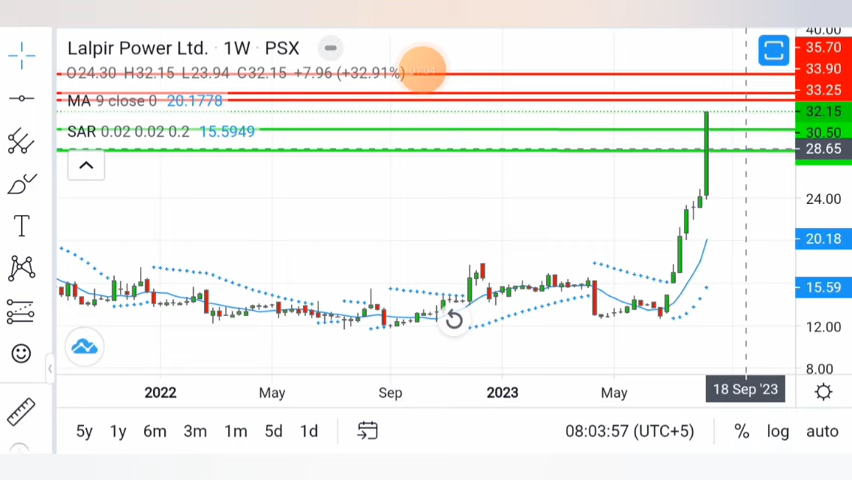 Lalpir Power Ltd. · 1W · PSX
O24.30 H32.15 L23.94 C32.15 +7.96 (+32.91%)
MA 9 close 0 20.1778
SAR 0.02 0.02 0.2 15.5949
40.00
35.70
33.90
33.25
32.15
30.50
28.65
24.00
20.18
15.59
12.00
8.00
2022 May Sep 2023 May 18 Sep '23
5y 1y 6m 3m 1m 5d 1d 08:03:57 (UTC+5) % log auto
T